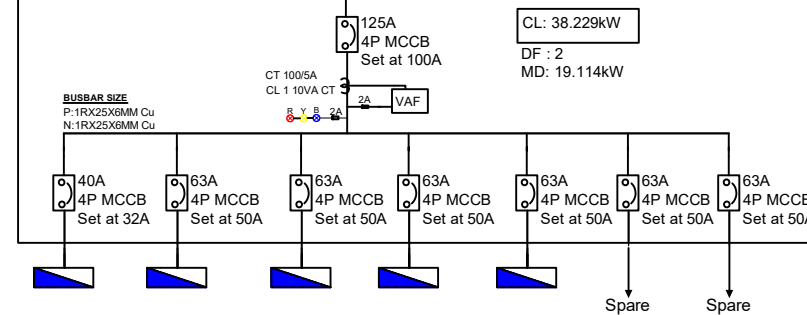 125A
4P MCCB
Set at 100A
CL: 38.229kW
DF : 2
MD: 19.114kW
CT 100/5A
CL 1 10VA CT
2A
VAF
R Y B 2A
BUSBAR SIZE
P:1RX25X6MM Cu
N:1RX25X6MM Cu
40A
4P MCCB
Set at 32A
63A
4P MCCB
Set at 50A
63A
4P MCCB
Set at 50A
63A
4P MCCB
Set at 50A
63A
4P MCCB
Set at 50A
63A
4P MCCB
Set at 50A
63A
4P MCCB
Set at 50A
Spare
Spare